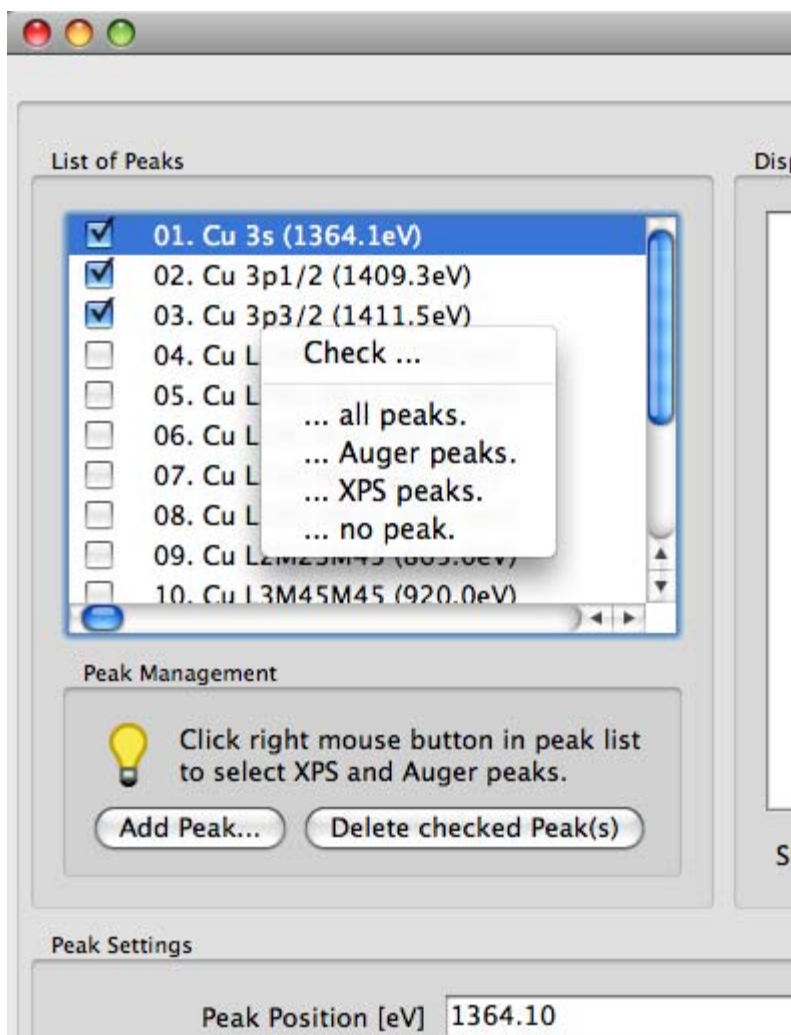 List of Peaks
Disp
01. Cu 3s (1364.1eV)
02. Cu 3p1/2 (1409.3eV)
03. Cu 3p3/2 (1411.5eV)
04. Cu L
05. Cu L
06. Cu L
07. Cu L
08. Cu L
09. Cu L2M23M45
10. Cu L3M45M45 (920.0eV)
Check ...
... all peaks.
... Auger peaks.
... XPS peaks.
... no peak.
Peak Management
Click right mouse button in peak list
to select XPS and Auger peaks.
Add Peak...
Delete checked Peak(s)
S
Peak Settings
Peak Position [eV]
1364.10